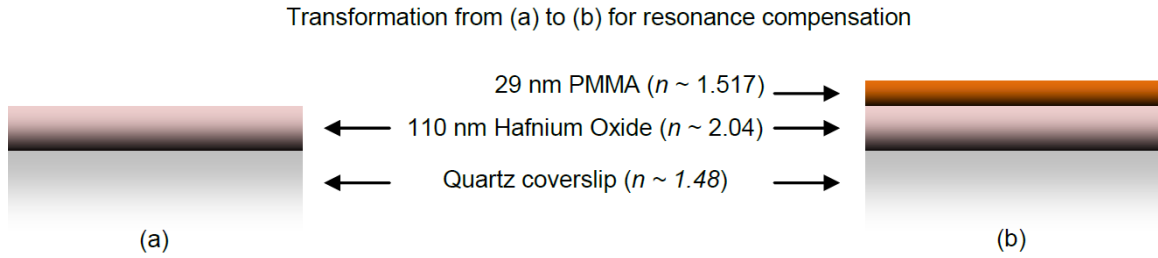 Transformation from (a) to (b) for resonance compensation
29 nm PMMA (n ~ 1.517)
110 nm Hafnium Oxide (n ~ 2.04)
Quartz coverslip (n ~ 1.48)
(a)
(b)